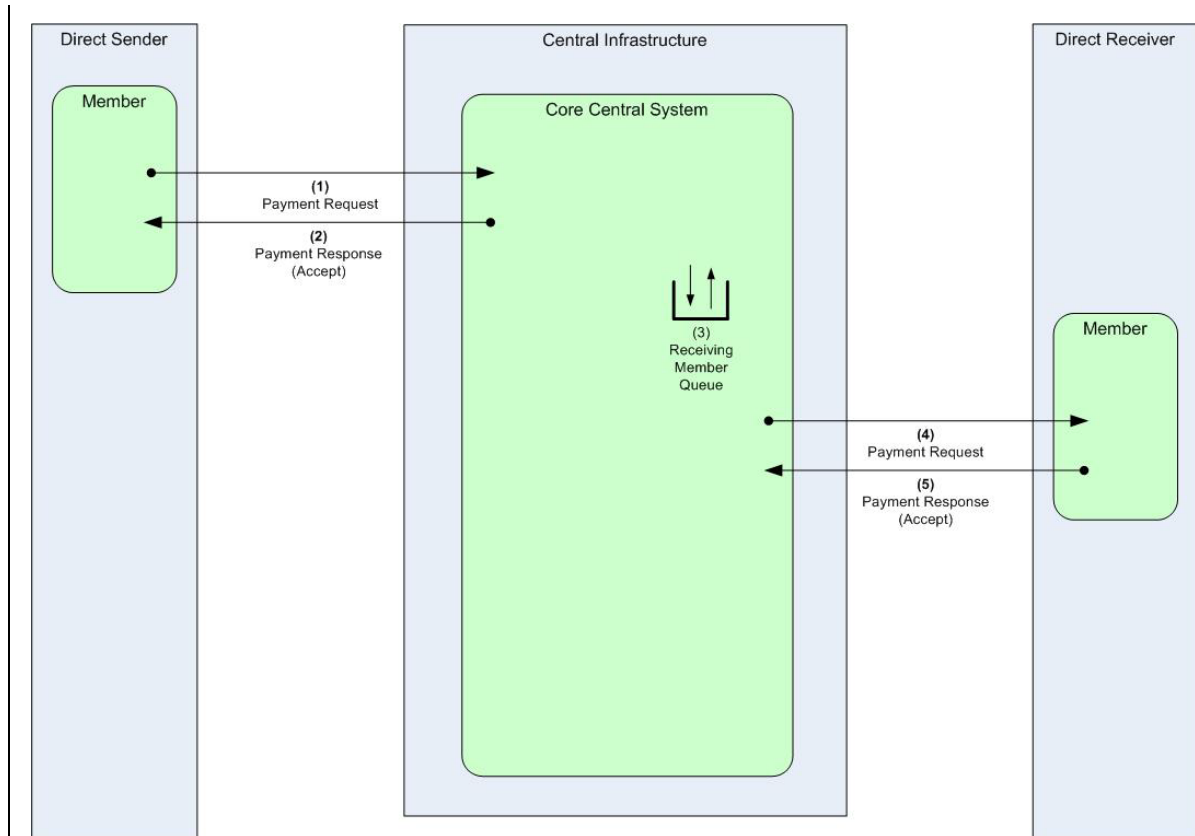 Direct Sender
Central Infrastructure
Direct Receiver
Member
Core Central System
(1)
Payment Request
(2)
Payment Response
(Accept)
(3)
Receiving
Member
Queue
Member
(4)
Payment Request
(5)
Payment Response
(Accept)